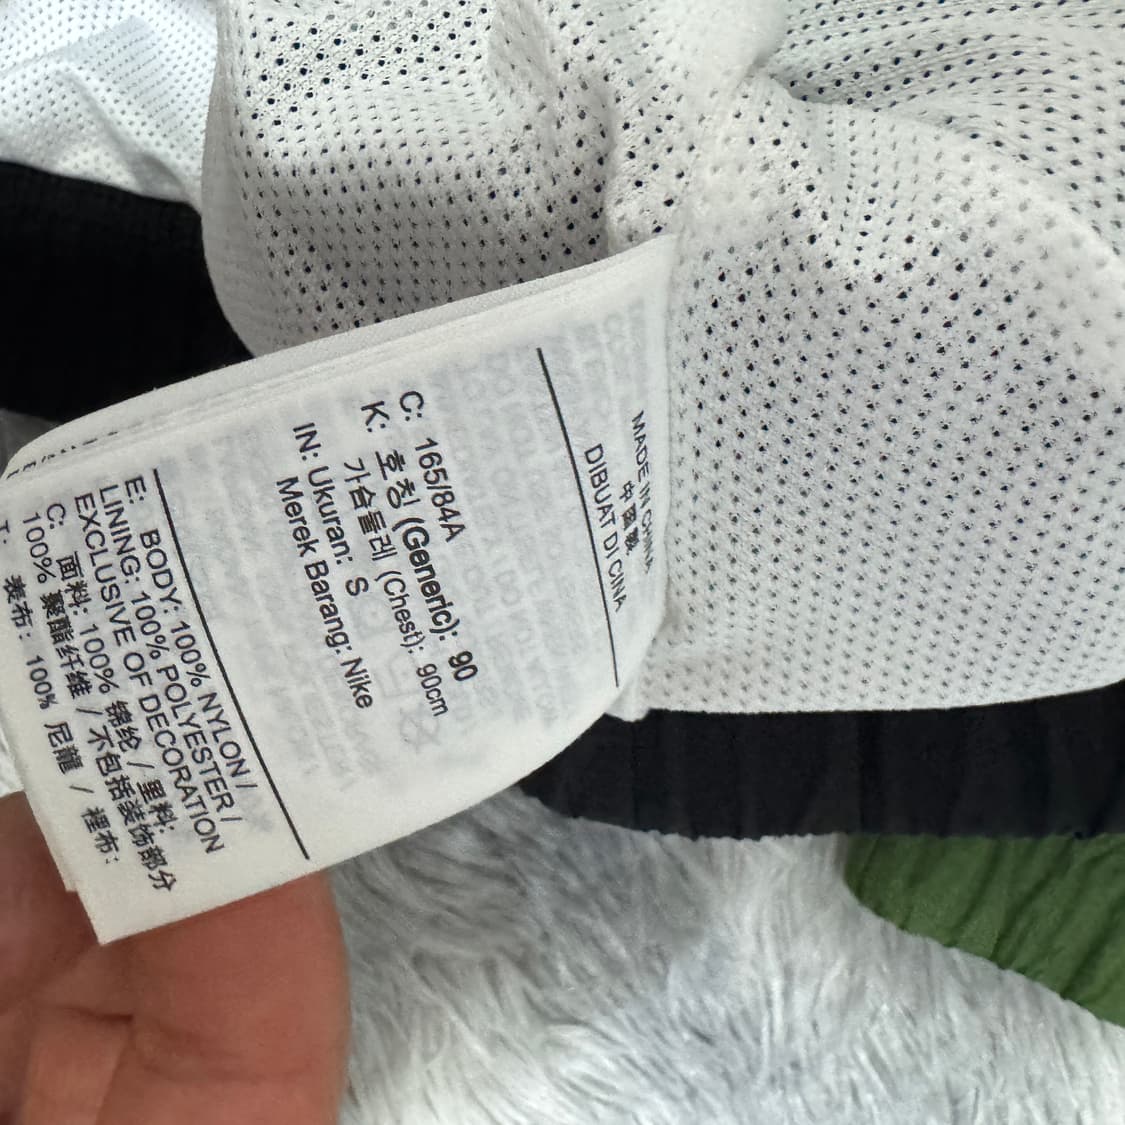 MADE IN CHINA
中國製
DIBUAT DI CINA
C: 165/84A
K: 호칭 (Generic): 90
가슴둘레 (Chest): 90cm
IN: Ukuran: S
Merek Barang: Nike
E: BODY: 100% NYLON /
LINING: 100% POLYESTER /
EXCLUSIVE OF DECORATION
C: 面料: 100% 锦纶 / 里料:
100% 聚酯纤维 / 不包括装饰部分
T: 表布: 100% 尼龍 / 裡布: